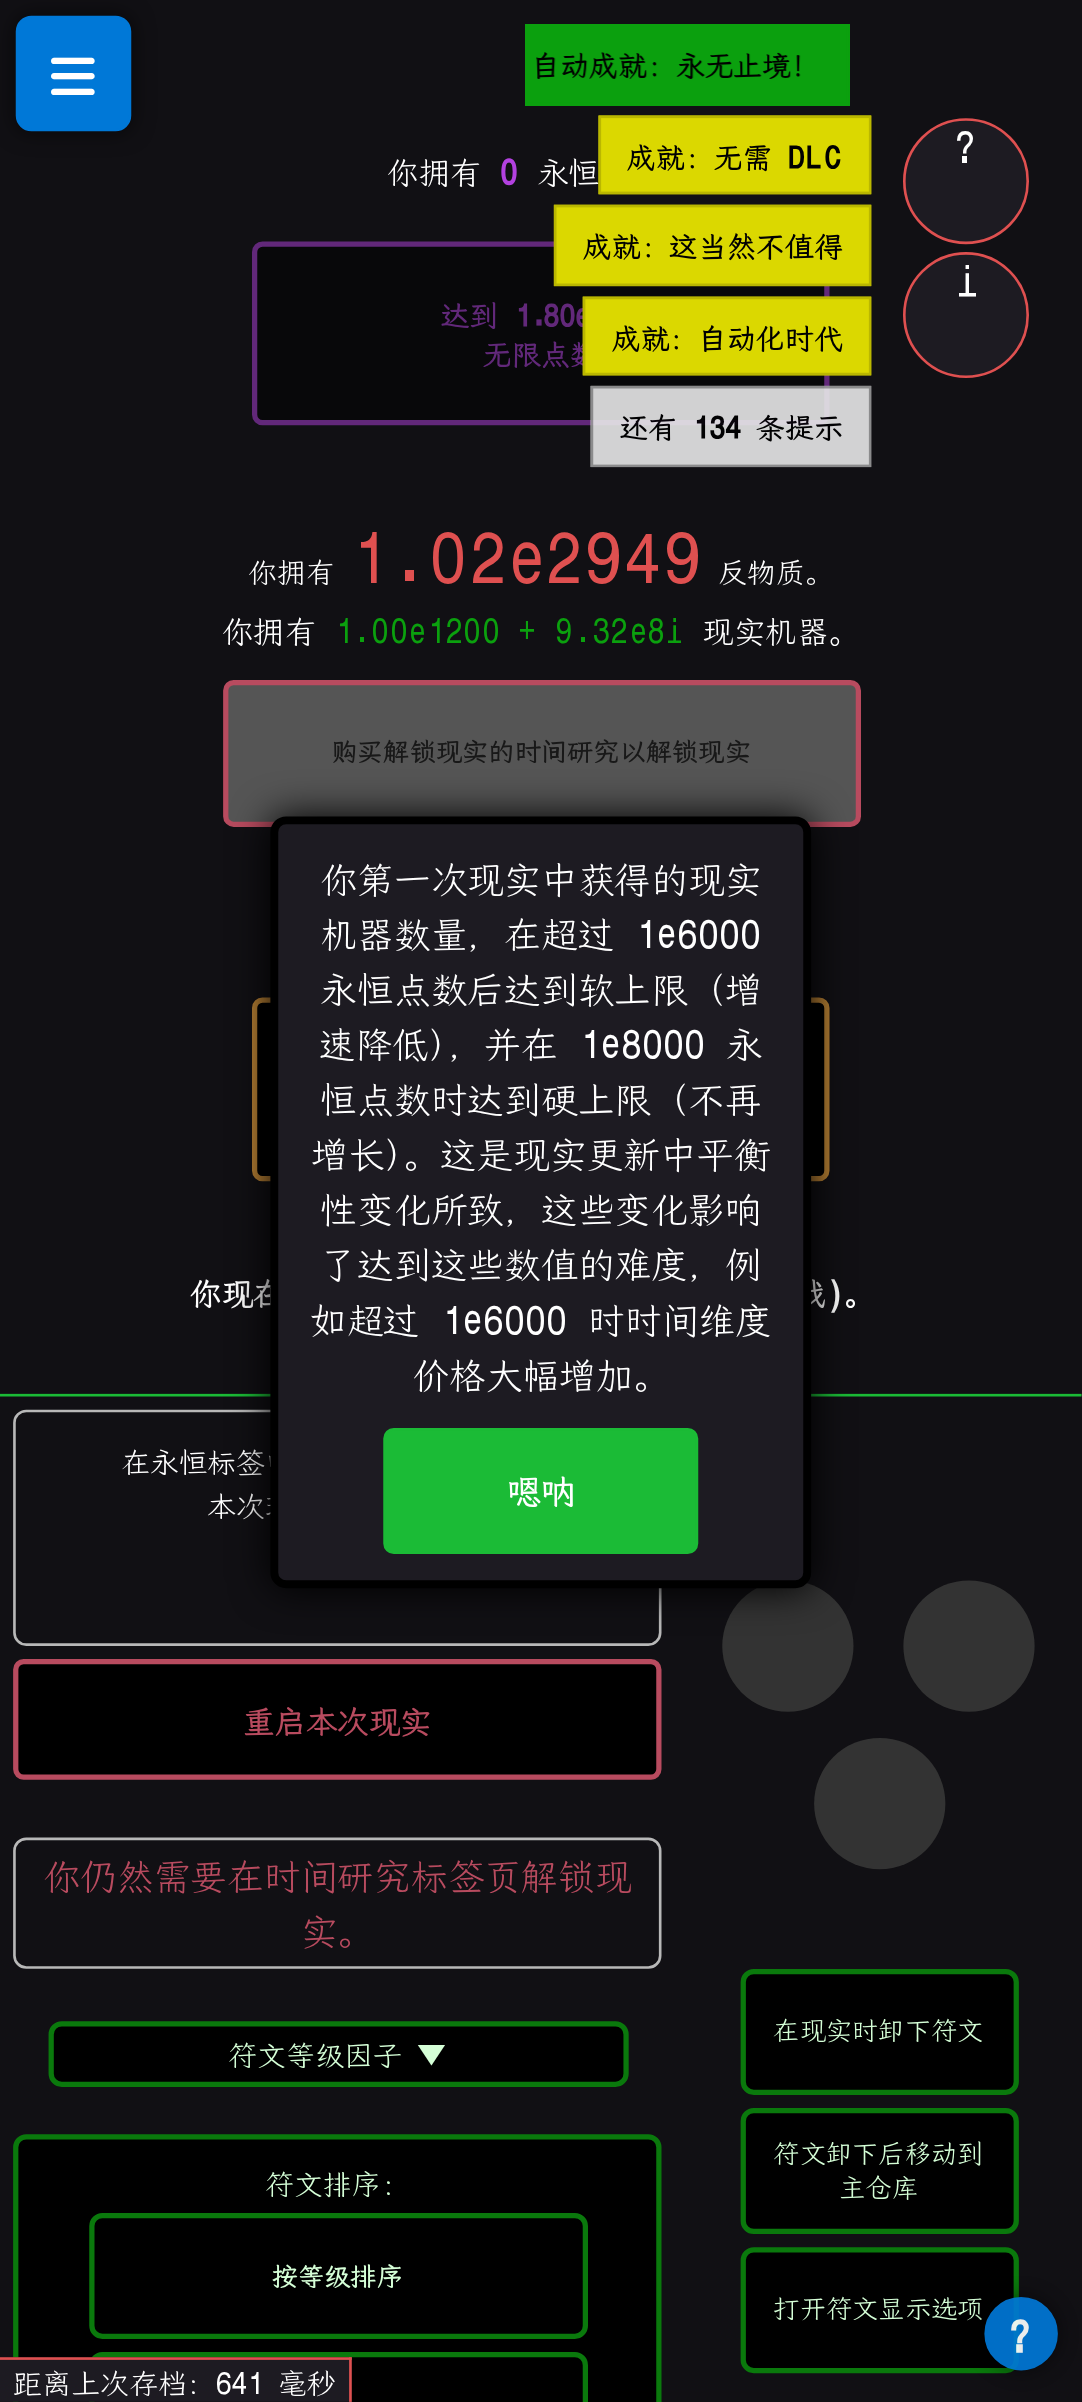 自动成就：永无止境！
成就：无需 DLC
你拥有 0 永恒
?
成就：这当然不值得
i
达到 1.80e
成就：自动化时代
无限点数
还有 134 条提示
你拥有 1.02e2949 反物质。
你拥有 1.00e1200 + 9.32e8i 现实机器。
购买解锁现实的时间研究以解锁现实
你第一次现实中获得的现实
机器数量，在超过 1e6000
永恒点数后达到软上限（增
速降低），并在 1e8000 永
恒点数时达到硬上限（不再
增长）。这是现实更新中平衡
性变化所致，这些变化影响
了达到这些数值的难度，例
如超过 1e6000 时时间维度
价格大幅增加。
嗯呐
你现在
)。
在永恒标签
本次
重启本次现实
你仍然需要在时间研究标签页解锁现
实。
符文等级因子 ▼
符文排序：
按等级排序
在现实时卸下符文
符文卸下后移动到
主仓库
打开符文显示选项
?
距离上次存档：641 毫秒